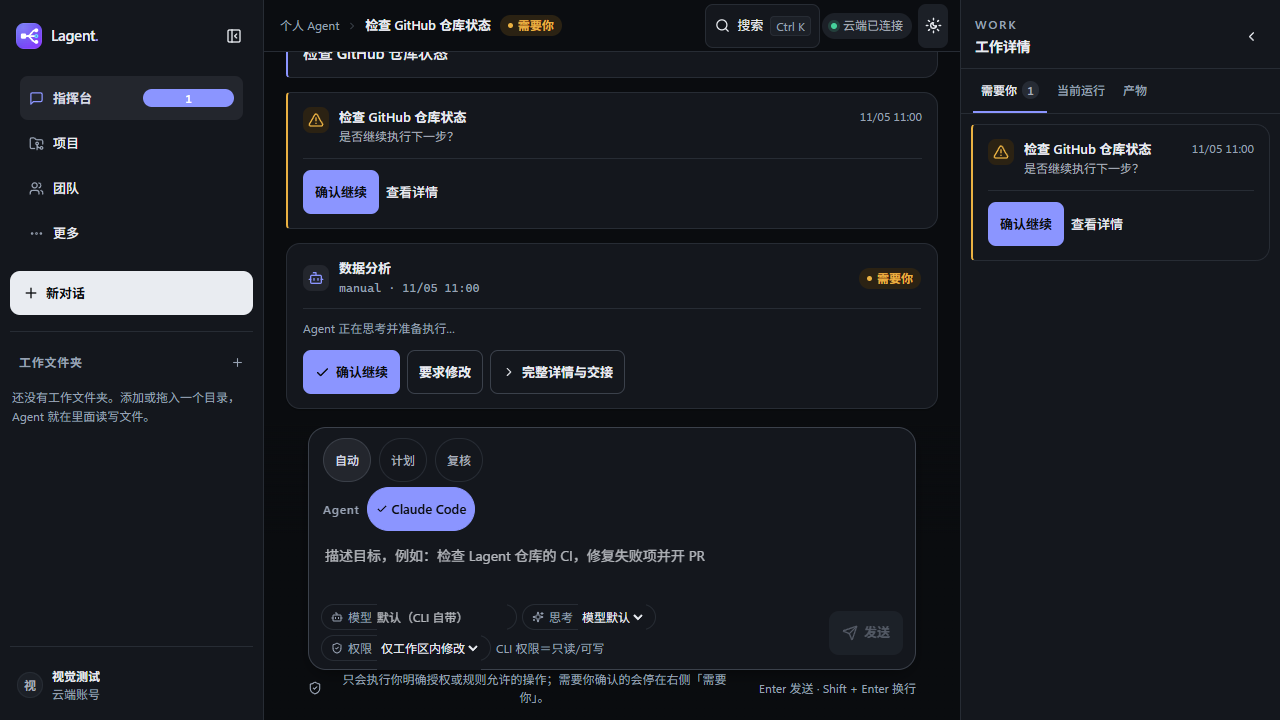 Lagent.
指挥台
1
项目
团队
更多
新对话
工作文件夹
还没有工作文件夹。添加或拖入一个目录，
Agent 就在里面读写文件。
视
视觉测试
云端账号
个人 Agent
检查 GitHub 仓库状态
需要你
搜索
Ctrl K
云端已连接
检查 GitHub 仓库状态
检查 GitHub 仓库状态
11/05 11:00
是否继续执行下一步？
确认继续
查看详情
数据分析
manual · 11/05 11:00
需要你
Agent 正在思考并准备执行...
确认继续
要求修改
完整详情与交接
自动
计划
复核
Agent
Claude Code
描述目标，例如：检查 Lagent 仓库的 CI，修复失败项并开 PR
模型 默认（CLI 自带）
思考 模型默认
权限 仅工作区内修改
CLI 权限＝只读/可写
发送
只会执行你明确授权或规则允许的操作；需要你确认的会停在右侧「需要
你」。
Enter 发送 · Shift + Enter 换行
WORK
工作详情
需要你 1
当前运行
产物
检查 GitHub 仓库状态
11/05 11:00
是否继续执行下一步？
确认继续
查看详情